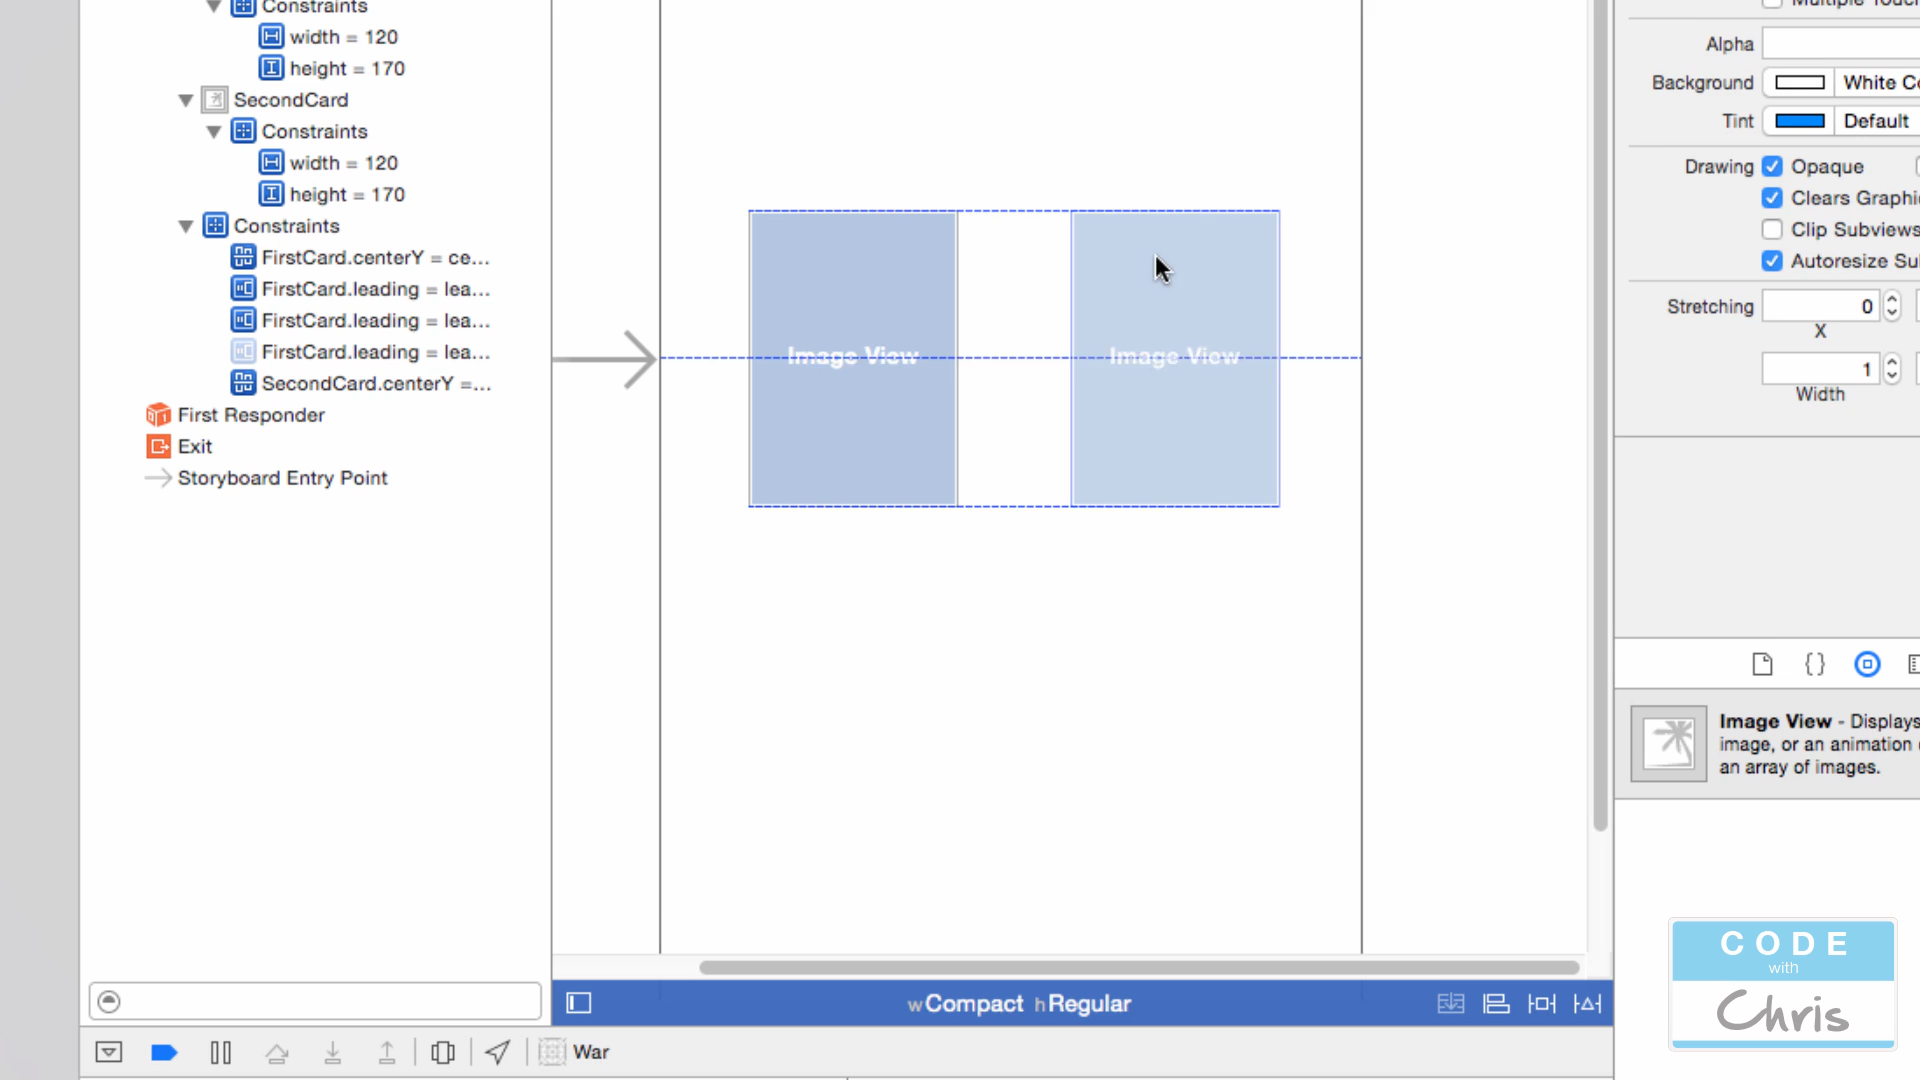 Constraints
width = 120
height = 170
SecondCard
Constraints
width = 120
height = 170
Constraints
FirstCard.centerY = ce...
FirstCard.leading = lea...
FirstCard.leading = lea...
FirstCard.leading = lea...
SecondCard.centerY =...
First Responder
Exit
Storyboard Entry Point
Image View
Image View
wCompact hRegular
War
Multiple Touch
Alpha
Background White Co
Tint Default
Drawing Opaque
Clears Graphi
Clip Subviews
Autoresize Su
Stretching 0
X
1
Width
{}
Image View - Displays
image, or an animation
an array of images.
CODE
with
Chris